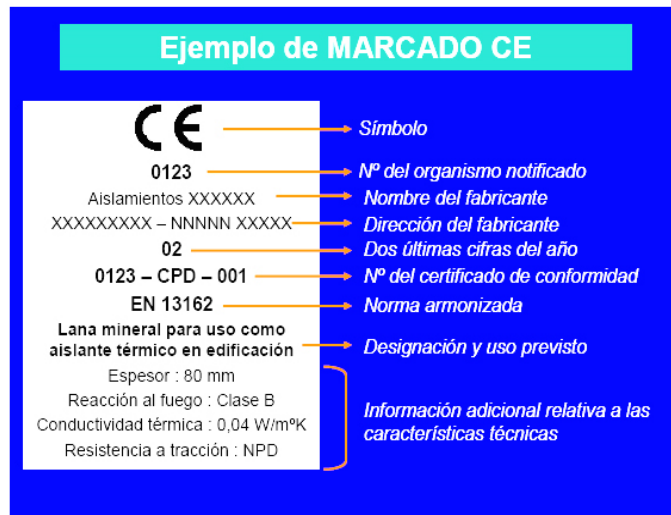 Ejemplo de MARCADO CE
CE
Símbolo
0123
Nº del organismo notificado
Aislamientos XXXXXX
Nombre del fabricante
XXXXXXXXX – NNNNN XXXXX
Dirección del fabricante
02
Dos últimas cifras del año
0123 – CPD – 001
Nº del certificado de conformidad
EN 13162
Norma armonizada
Lana mineral para uso como
aislante térmico en edificación
Designación y uso previsto
Espesor : 80 mm
Reacción al fuego : Clase B
Conductividad térmica : 0,04 W/mºK
Resistencia a tracción : NPD
Información adicional relativa a las
características técnicas